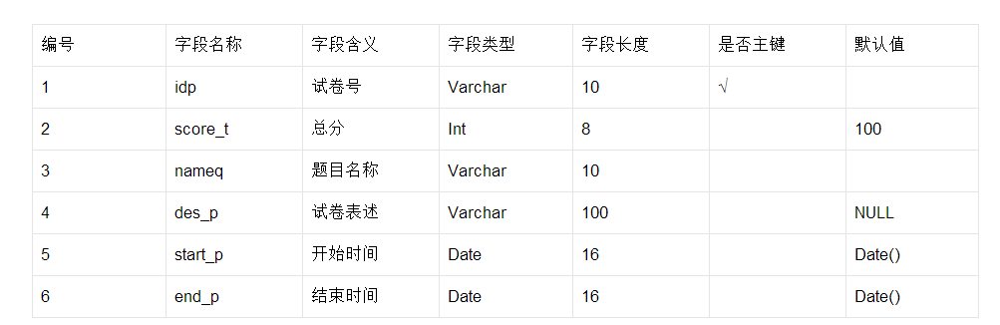 编号 字段名称 字段含义 字段类型 字段长度 是否主键 默认值
1 idp 试卷号 Varchar 10 √
2 score_t 总分 Int 8 100
3 nameq 题目名称 Varchar 10
4 des_p 试卷表述 Varchar 100 NULL
5 start_p 开始时间 Date 16 Date()
6 end_p 结束时间 Date 16 Date()